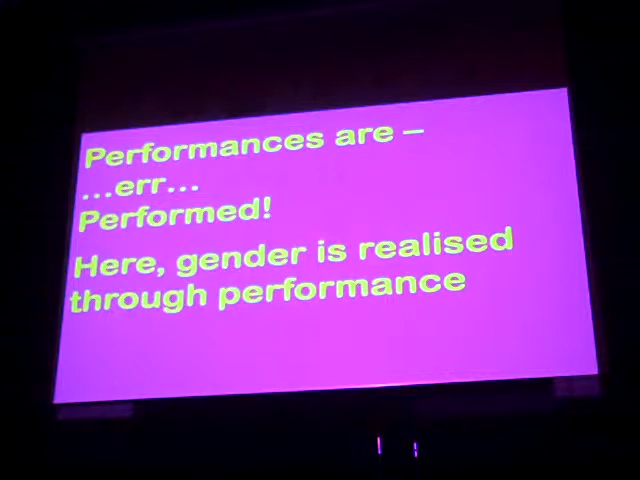 Performances are –
...err...
Performed!
Here, gender is realised
through performance